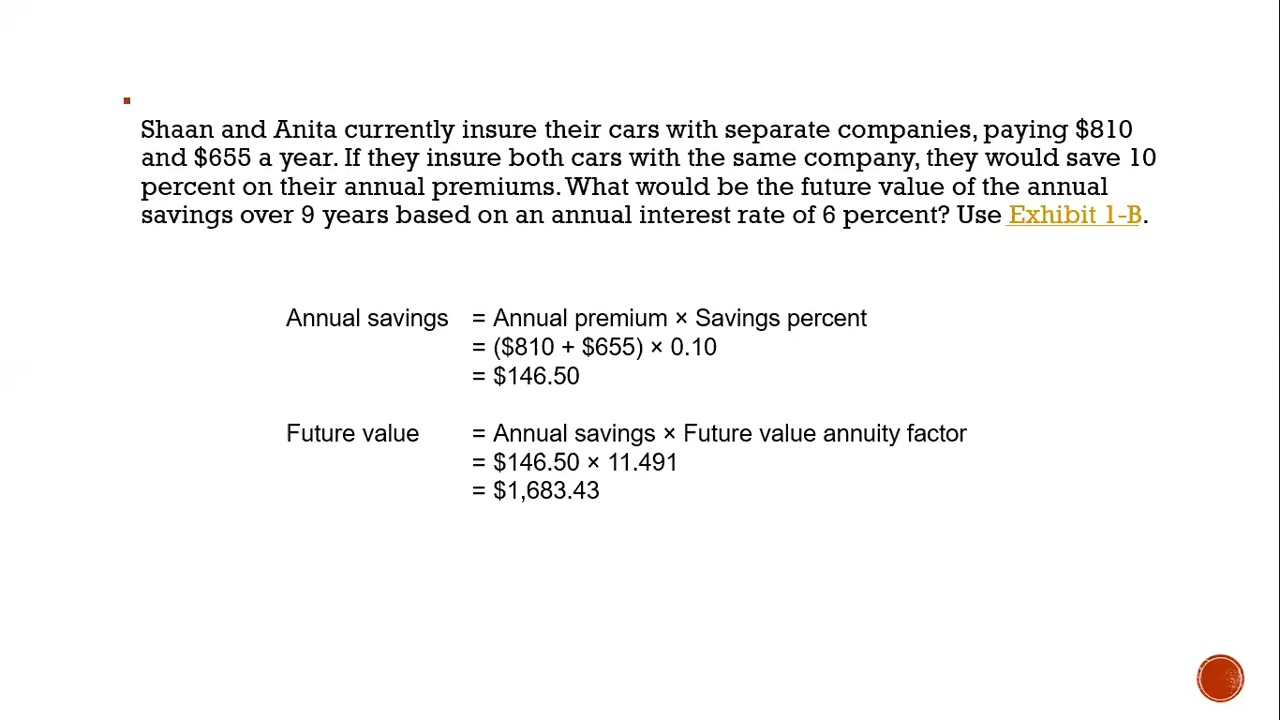 Shaan and Anita currently insure their cars with separate companies, paying $810
and $655 a year. If they insure both cars with the same company, they would save 10
percent on their annual premiums. What would be the future value of the annual
savings over 9 years based on an annual interest rate of 6 percent? Use Exhibit 1-B.
Annual savings = Annual premium × Savings percent
= ($810 + $655) × 0.10
= $146.50
Future value = Annual savings × Future value annuity factor
= $146.50 × 11.491
= $1,683.43